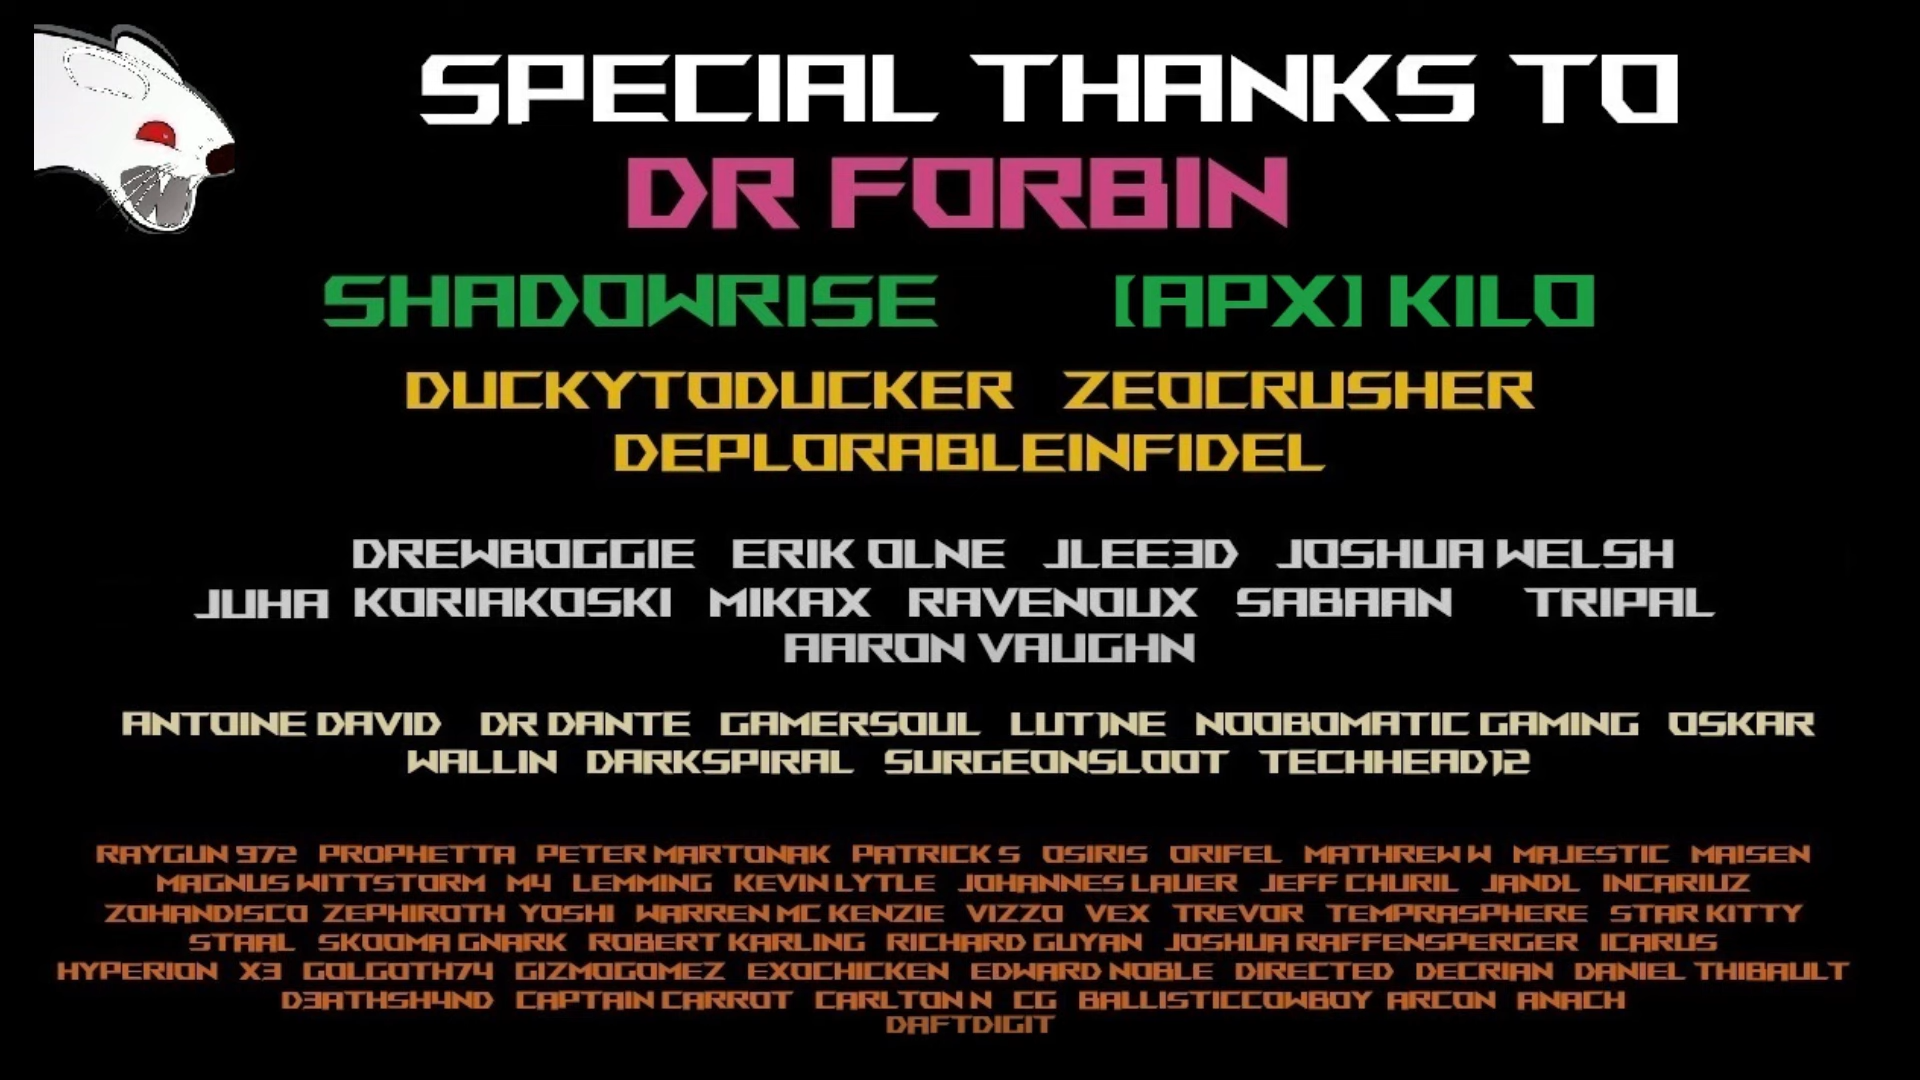 SPECIAL THANKS TO
DR FORBIN
SHADOWRISE [APX] KILO
DUCKYTODUCKER ZEOCRUSHER
DEPLORABLEINFIDEL
DREWBOGGIE ERIK OLNE JLEE3D JOSHUA WELSH
JUHA KORIAKOSKI MIKAX RAVENOUX SABAAN TRIPAL
AARON VAUGHN
ANTOINE DAVID DR DANTE GAMERSOUL LUT1NE NOOBOMATIC GAMING OSKAR
WALLIN DARKSPIRAL SURGEONSLOOT TECHHEAD12
RAYGUN 972 PROPHETTA PETER MARTONAK PATRICK S OSIRIS ORIFEL MATHREW W MAJESTIC MAISEN
MAGNUS WITTSTORM M4 LEMMING KEVIN LYTLE JOHANNES LAUER JEFF CHURIL JANDL INCARIUZ
ZOHANDISCO ZEPHIROTH YOSHI WARREN MC KENZIE VIZZO VEX TREVOR TEMPRASPHERE STAR KITTY
STAAL SKOOMA GNARK ROBERT KARLING RICHARD GUYAN JOSHUA RAFFENSPERGER ICARUS
HYPERION X3 GOLGOTH74 GIZMOGOMEZ EXOCHICKEN EDWARD NOBLE DIRECTED DECRIAN DANIEL THIBAULT
D3ATHSH4ND CAPTAIN CARROT CARLTON N CG BALLISTICCOWBOY ARCON ANACH
DAFTDIGIT